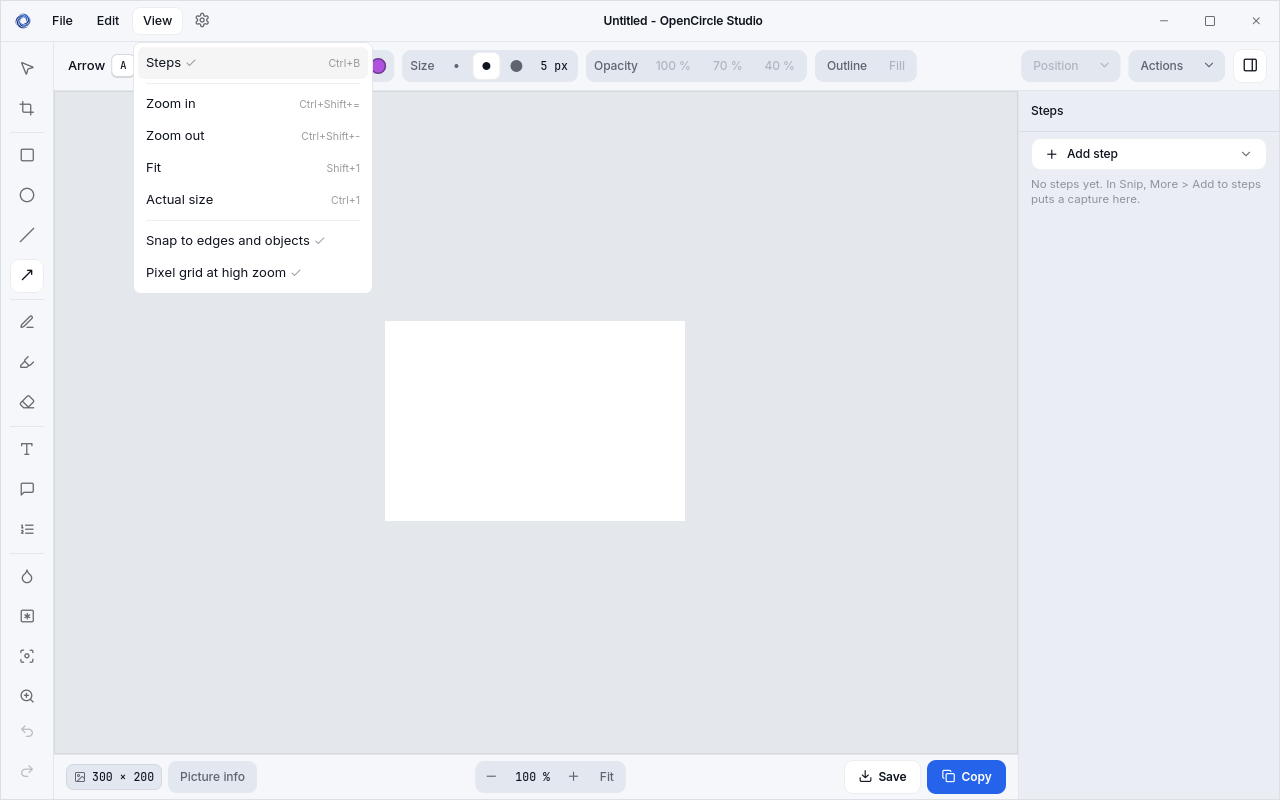 File Edit View
Untitled - OpenCircle Studio
Arrow A
Size 5 px
Opacity 100 % 70 % 40 %
Outline Fill
Position
Actions
Steps Ctrl+B
Zoom in Ctrl+Shift+=
Zoom out Ctrl+Shift+-
Fit Shift+1
Actual size Ctrl+1
Snap to edges and objects
Pixel grid at high zoom
Steps
Add step
No steps yet. In Snip, More > Add to steps
puts a capture here.
300 × 200
Picture info
100 %
Fit
Save
Copy